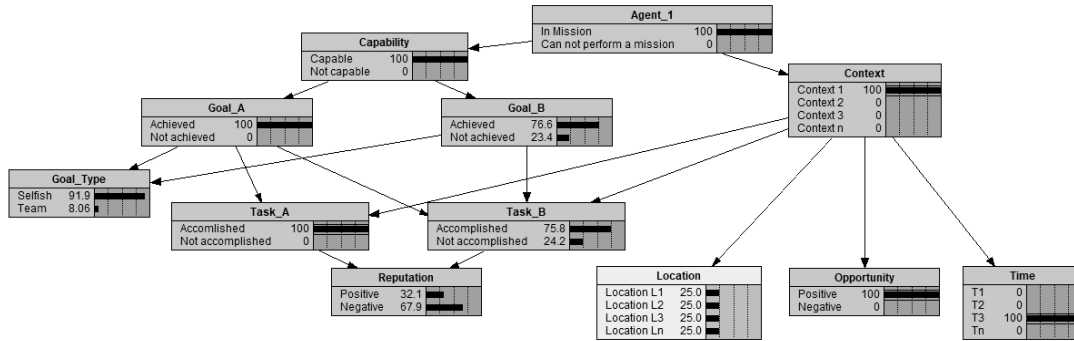 Agent_1
In Mission 100
Can not perform a mission 0
Capability
Capable 100
Not capable 0
Context
Context 1 100
Context 2 0
Context 3 0
Context n 0
Goal_A
Achieved 100
Not achieved 0
Goal_B
Achieved 76.6
Not achieved 23.4
Goal_Type
Selfish 91.9
Team 8.06
Task_A
Accomlished 100
Not accomplished 0
Task_B
Accomplished 75.8
Not accomplished 24.2
Reputation
Positive 32.1
Negative 67.9
Location
Location L1 25.0
Location L2 25.0
Location L3 25.0
Location Ln 25.0
Opportunity
Positive 100
Negative 0
Time
T1 0
T2 0
T3 100
Tn 0